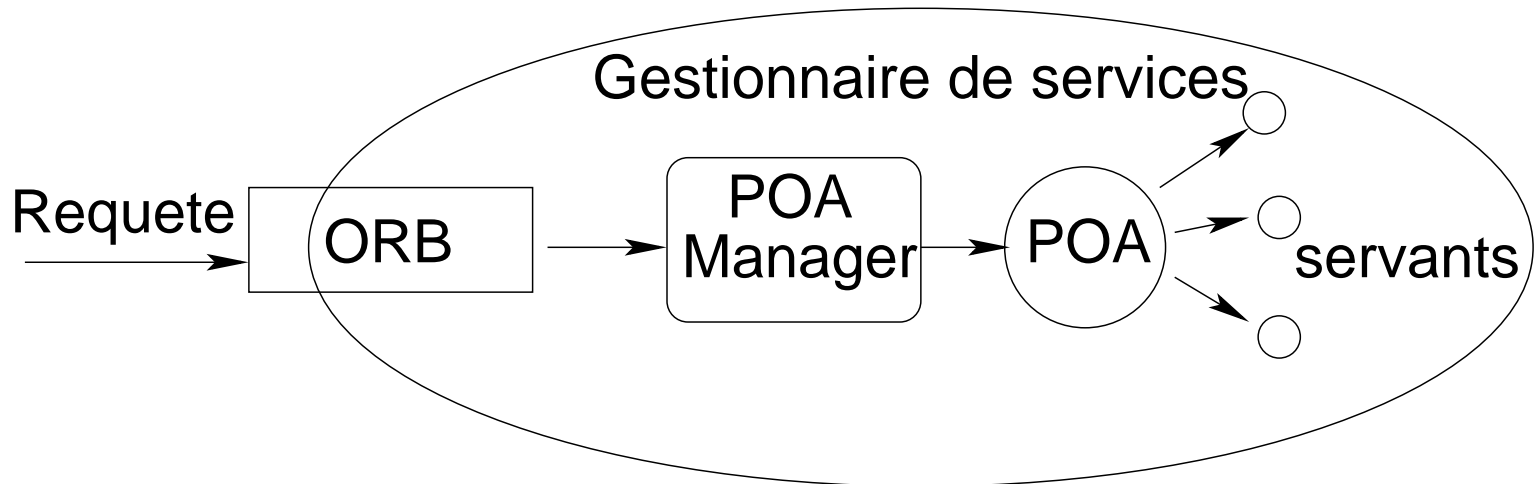 Gestionnaire de services
Requete
ORB
POA
Manager
POA
servants